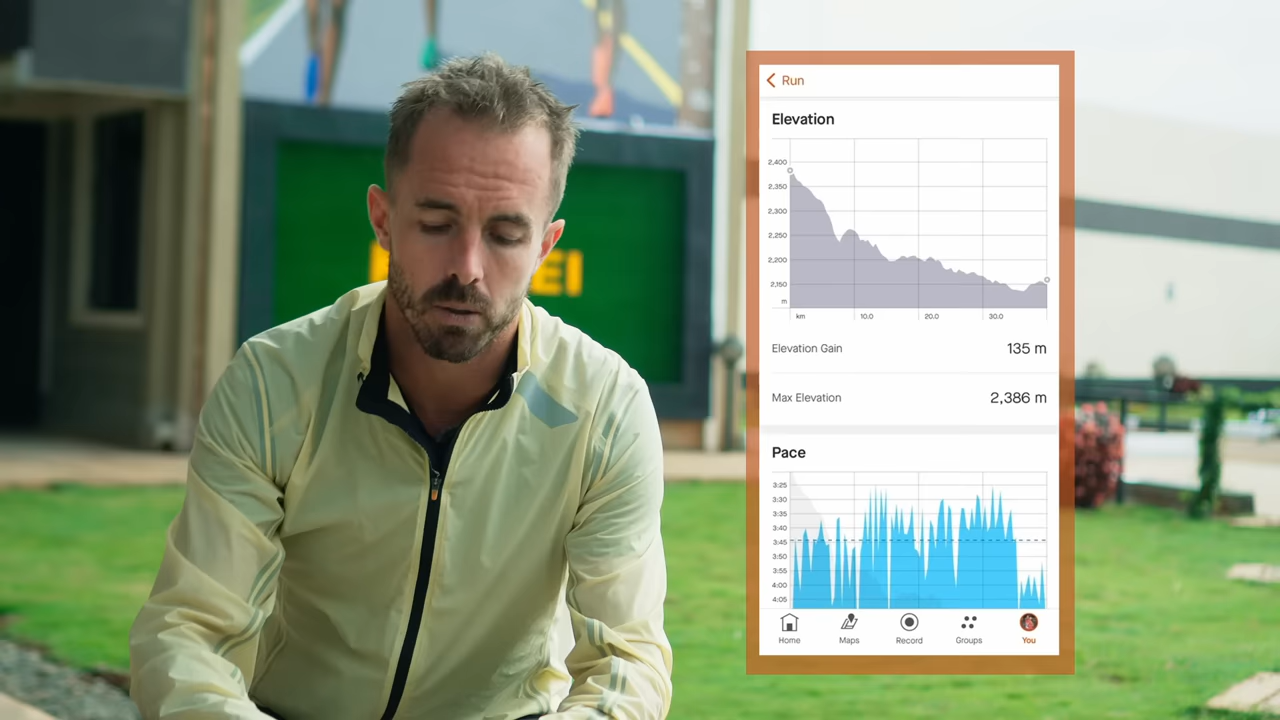 Run
Elevation
2,400
2,350
2,300
2,250
2,200
2,150
m
km 10.0 20.0 30.0
Elevation Gain 135 m
Max Elevation 2,386 m
Pace
3:25
3:30
3:35
3:40
3:45
3:50
3:55
4:00
4:05
Home Maps Record Groups You